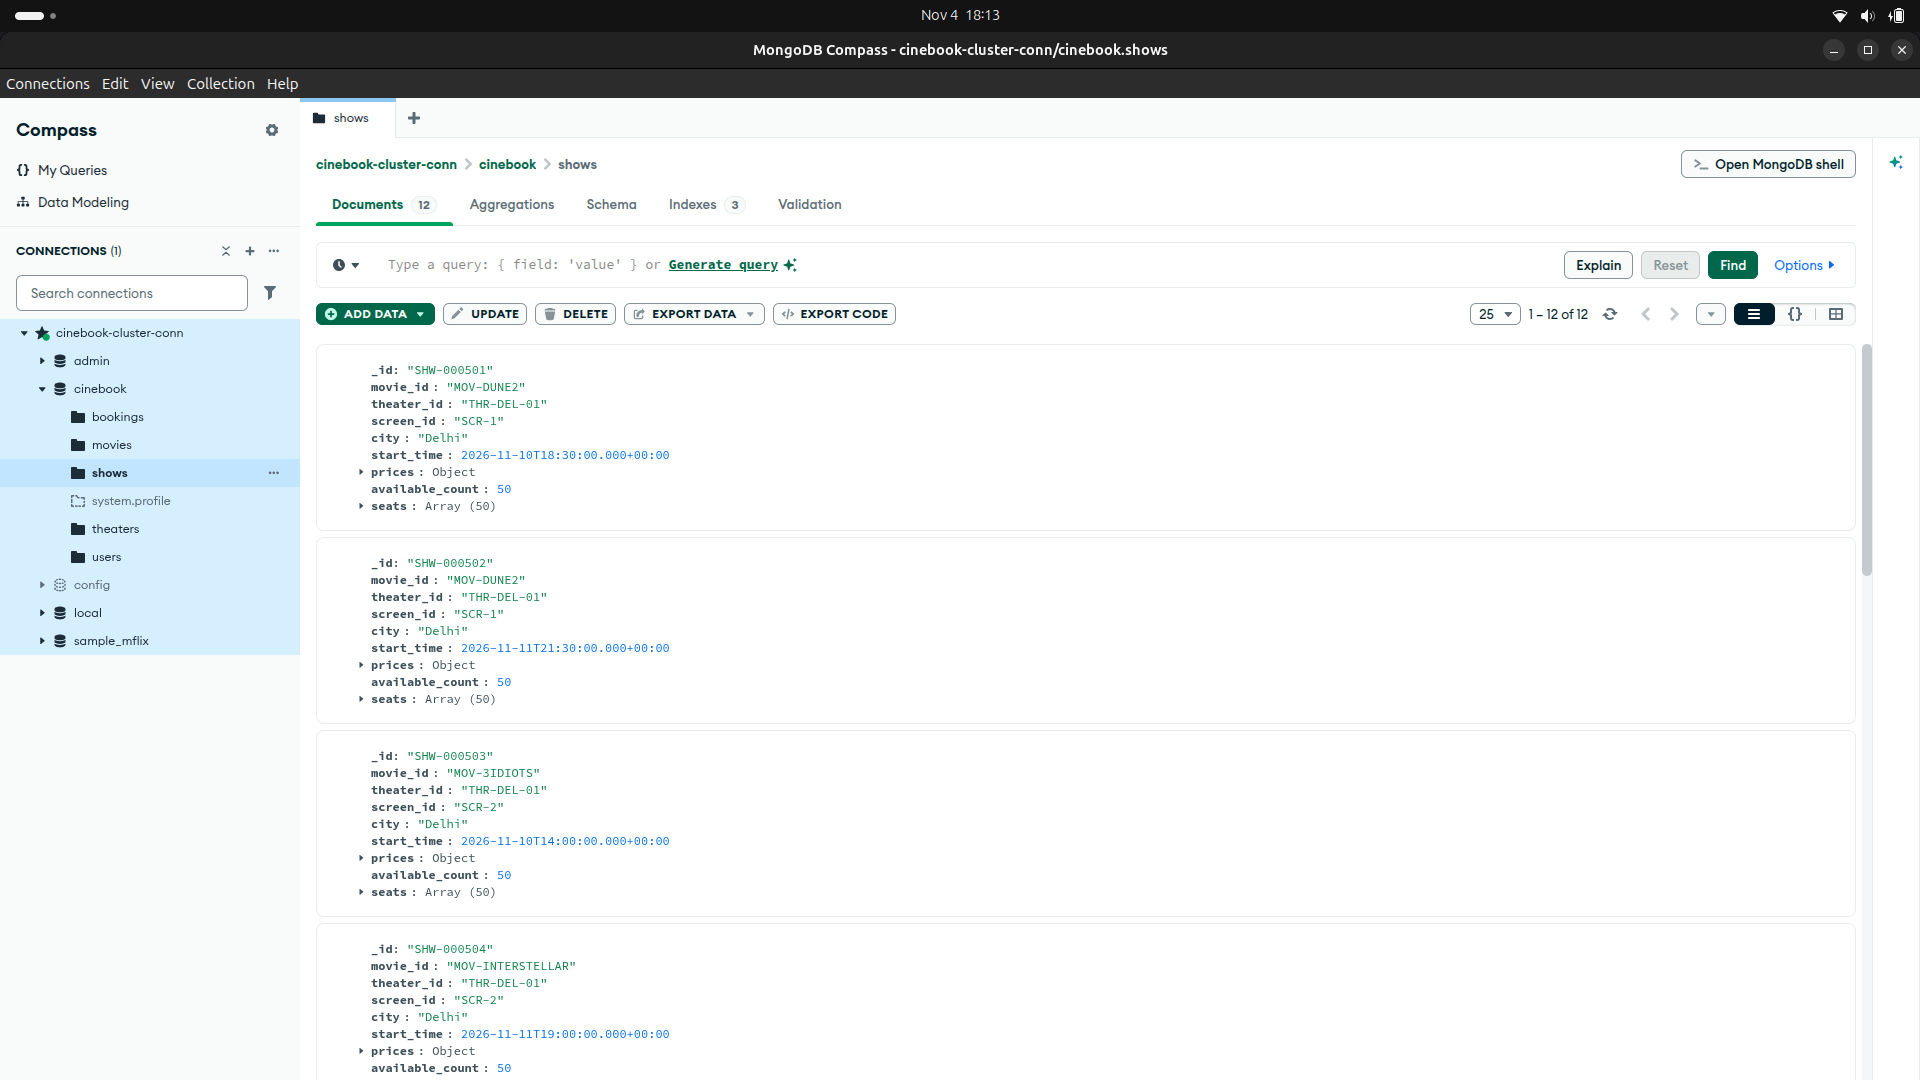 Nov 4 18:13
MongoDB Compass - cinebook-cluster-conn/cinebook.shows
Connections Edit View Collection Help
Compass
My Queries
Data Modeling
CONNECTIONS (1)
Search connections
cinebook-cluster-conn
admin
cinebook
bookings
movies
shows
system.profile
theaters
users
config
local
sample_mflix
shows
cinebook-cluster-conn > cinebook > shows
>_ Open MongoDB shell
Documents 12 Aggregations Schema Indexes 3 Validation
Type a query: { field: 'value' } or Generate query
Explain Reset Find Options
ADD DATA UPDATE DELETE EXPORT DATA EXPORT CODE
25 1 – 12 of 12
_id: "SHW-000501"
movie_id : "MOV-DUNE2"
theater_id : "THR-DEL-01"
screen_id : "SCR-1"
city : "Delhi"
start_time : 2026-11-10T18:30:00.000+00:00
prices : Object
available_count : 50
seats : Array (50)
_id: "SHW-000502"
movie_id : "MOV-DUNE2"
theater_id : "THR-DEL-01"
screen_id : "SCR-1"
city : "Delhi"
start_time : 2026-11-11T21:30:00.000+00:00
prices : Object
available_count : 50
seats : Array (50)
_id: "SHW-000503"
movie_id : "MOV-3IDIOTS"
theater_id : "THR-DEL-01"
screen_id : "SCR-2"
city : "Delhi"
start_time : 2026-11-10T14:00:00.000+00:00
prices : Object
available_count : 50
seats : Array (50)
_id: "SHW-000504"
movie_id : "MOV-INTERSTELLAR"
theater_id : "THR-DEL-01"
screen_id : "SCR-2"
city : "Delhi"
start_time : 2026-11-11T19:00:00.000+00:00
prices : Object
available_count : 50